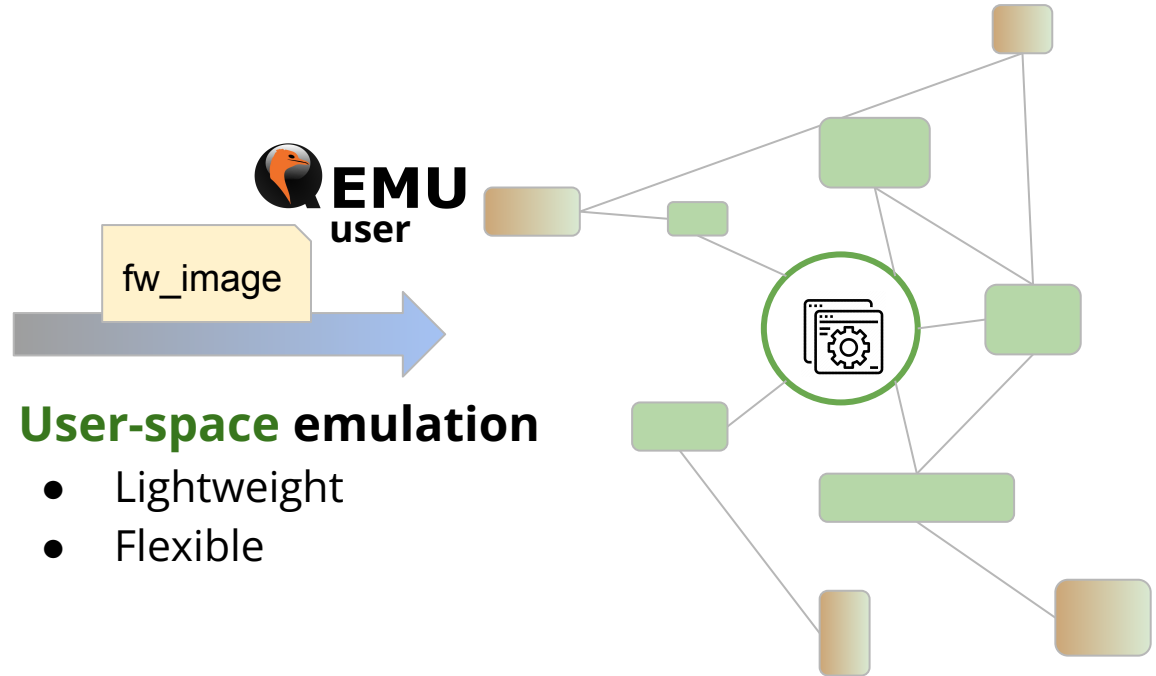 QEMU
user
fw_image
User-space emulation
● Lightweight
● Flexible